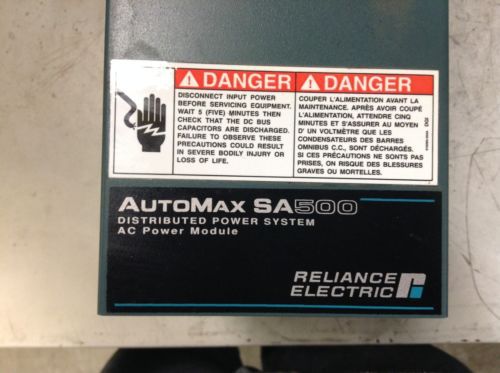 DANGER
DISCONNECT INPUT POWER
BEFORE SERVICING EQUIPMENT.
WAIT 5 (FIVE) MINUTES THEN
CHECK THAT THE DC BUS
CAPACITORS ARE DISCHARGED.
FAILURE TO OBSERVE THESE
PRECAUTIONS COULD RESULT
IN SEVERE BODILY INJURY OR
LOSS OF LIFE.
DANGER
COUPER L'ALIMENTATION AVANT LA
MAINTENANCE. APRÈS AVOIR COUPÉ
L'ALIMENTATION, ATTENDRE CINQ
MINUTES ET S'ASSURER AU MOYEN
D' UN VOLTMÈTRE QUE LES
CONDENSATEURS DES BARRES
OMNIBUS C.C., SONT DÉCHARGÉS.
SI CES PRÉCAUTIONS NE SONTS PAS
PRISES, ON RISQUE DES BLESSURES
GRAVES OU MORTELLES.
AUTOMAX SA500
DISTRIBUTED POWER SYSTEM
AC Power Module
RELIANCE
ELECTRIC